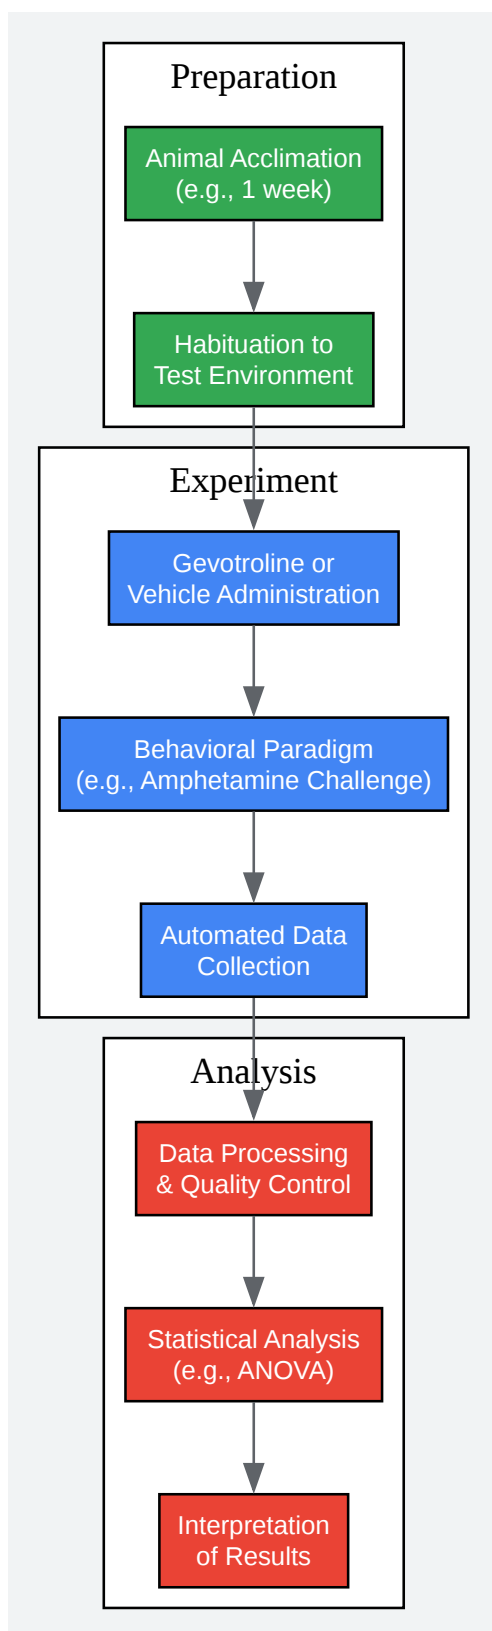 Preparation
Animal Acclimation
(e.g., 1 week)
Habituation to
Test Environment
Experiment
Gevotroline or
Vehicle Administration
Behavioral Paradigm
(e.g., Amphetamine Challenge)
Automated Data
Collection
Analysis
Data Processing
& Quality Control
Statistical Analysis
(e.g., ANOVA)
Interpretation
of Results